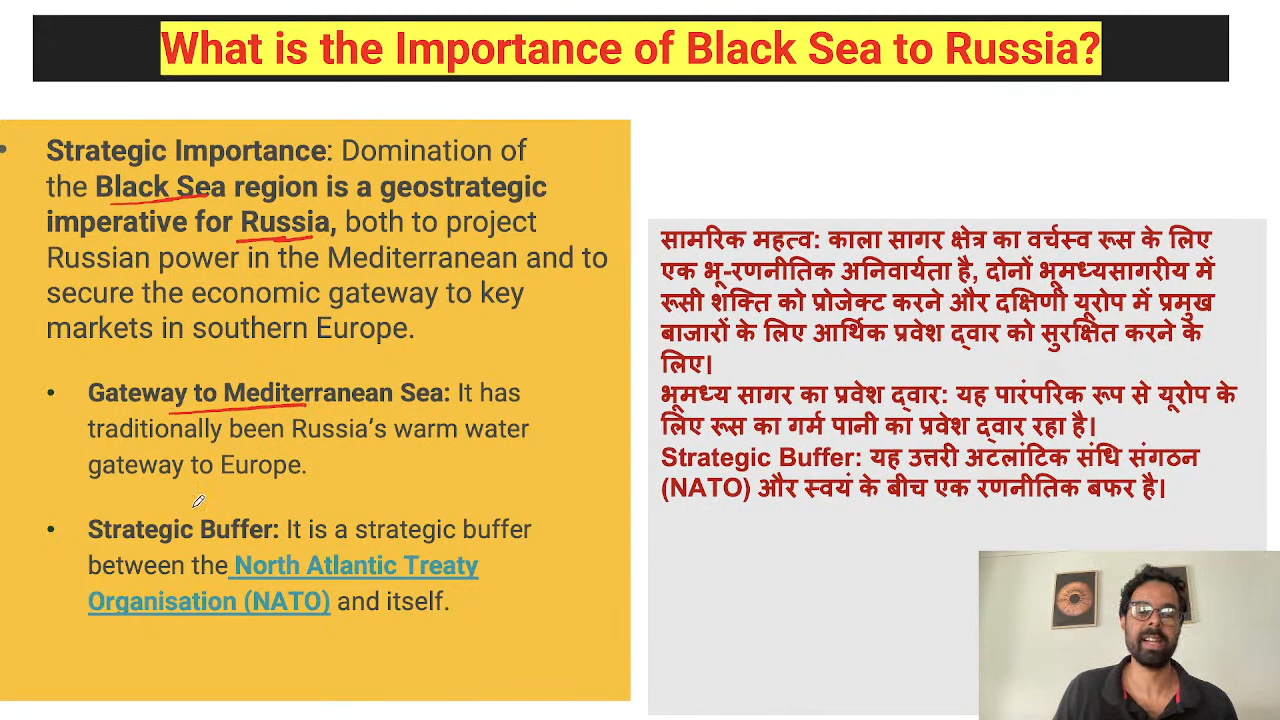 What is the Importance of Black Sea to Russia?
Strategic Importance: Domination of
the Black Sea region is a geostrategic
imperative for Russia, both to project
Russian power in the Mediterranean and to
secure the economic gateway to key
markets in southern Europe.
Gateway to Mediterranean Sea: It has
traditionally been Russia’s warm water
gateway to Europe.
Strategic Buffer: It is a strategic buffer
between the North Atlantic Treaty
Organisation (NATO) and itself.
सामरिक महत्व: काला सागर क्षेत्र का वर्चस्व रूस के लिए
एक भू-रणनीतिक अनिवार्यता है, दोनों भूमध्यसागरीय में
रूसी शक्ति को प्रोजेक्ट करने और दक्षिणी यूरोप में प्रमुख
बाजारों के लिए आर्थिक प्रवेश द्वार को सुरक्षित करने के
लिए।
भूमध्य सागर का प्रवेश द्वार: यह पारंपरिक रूप से यूरोप के
लिए रूस का गर्म पानी का प्रवेश द्वार रहा है।
Strategic Buffer: यह उत्तरी अटलांटिक संधि संगठन
(NATO) और स्वयं के बीच एक रणनीतिक बफर है।